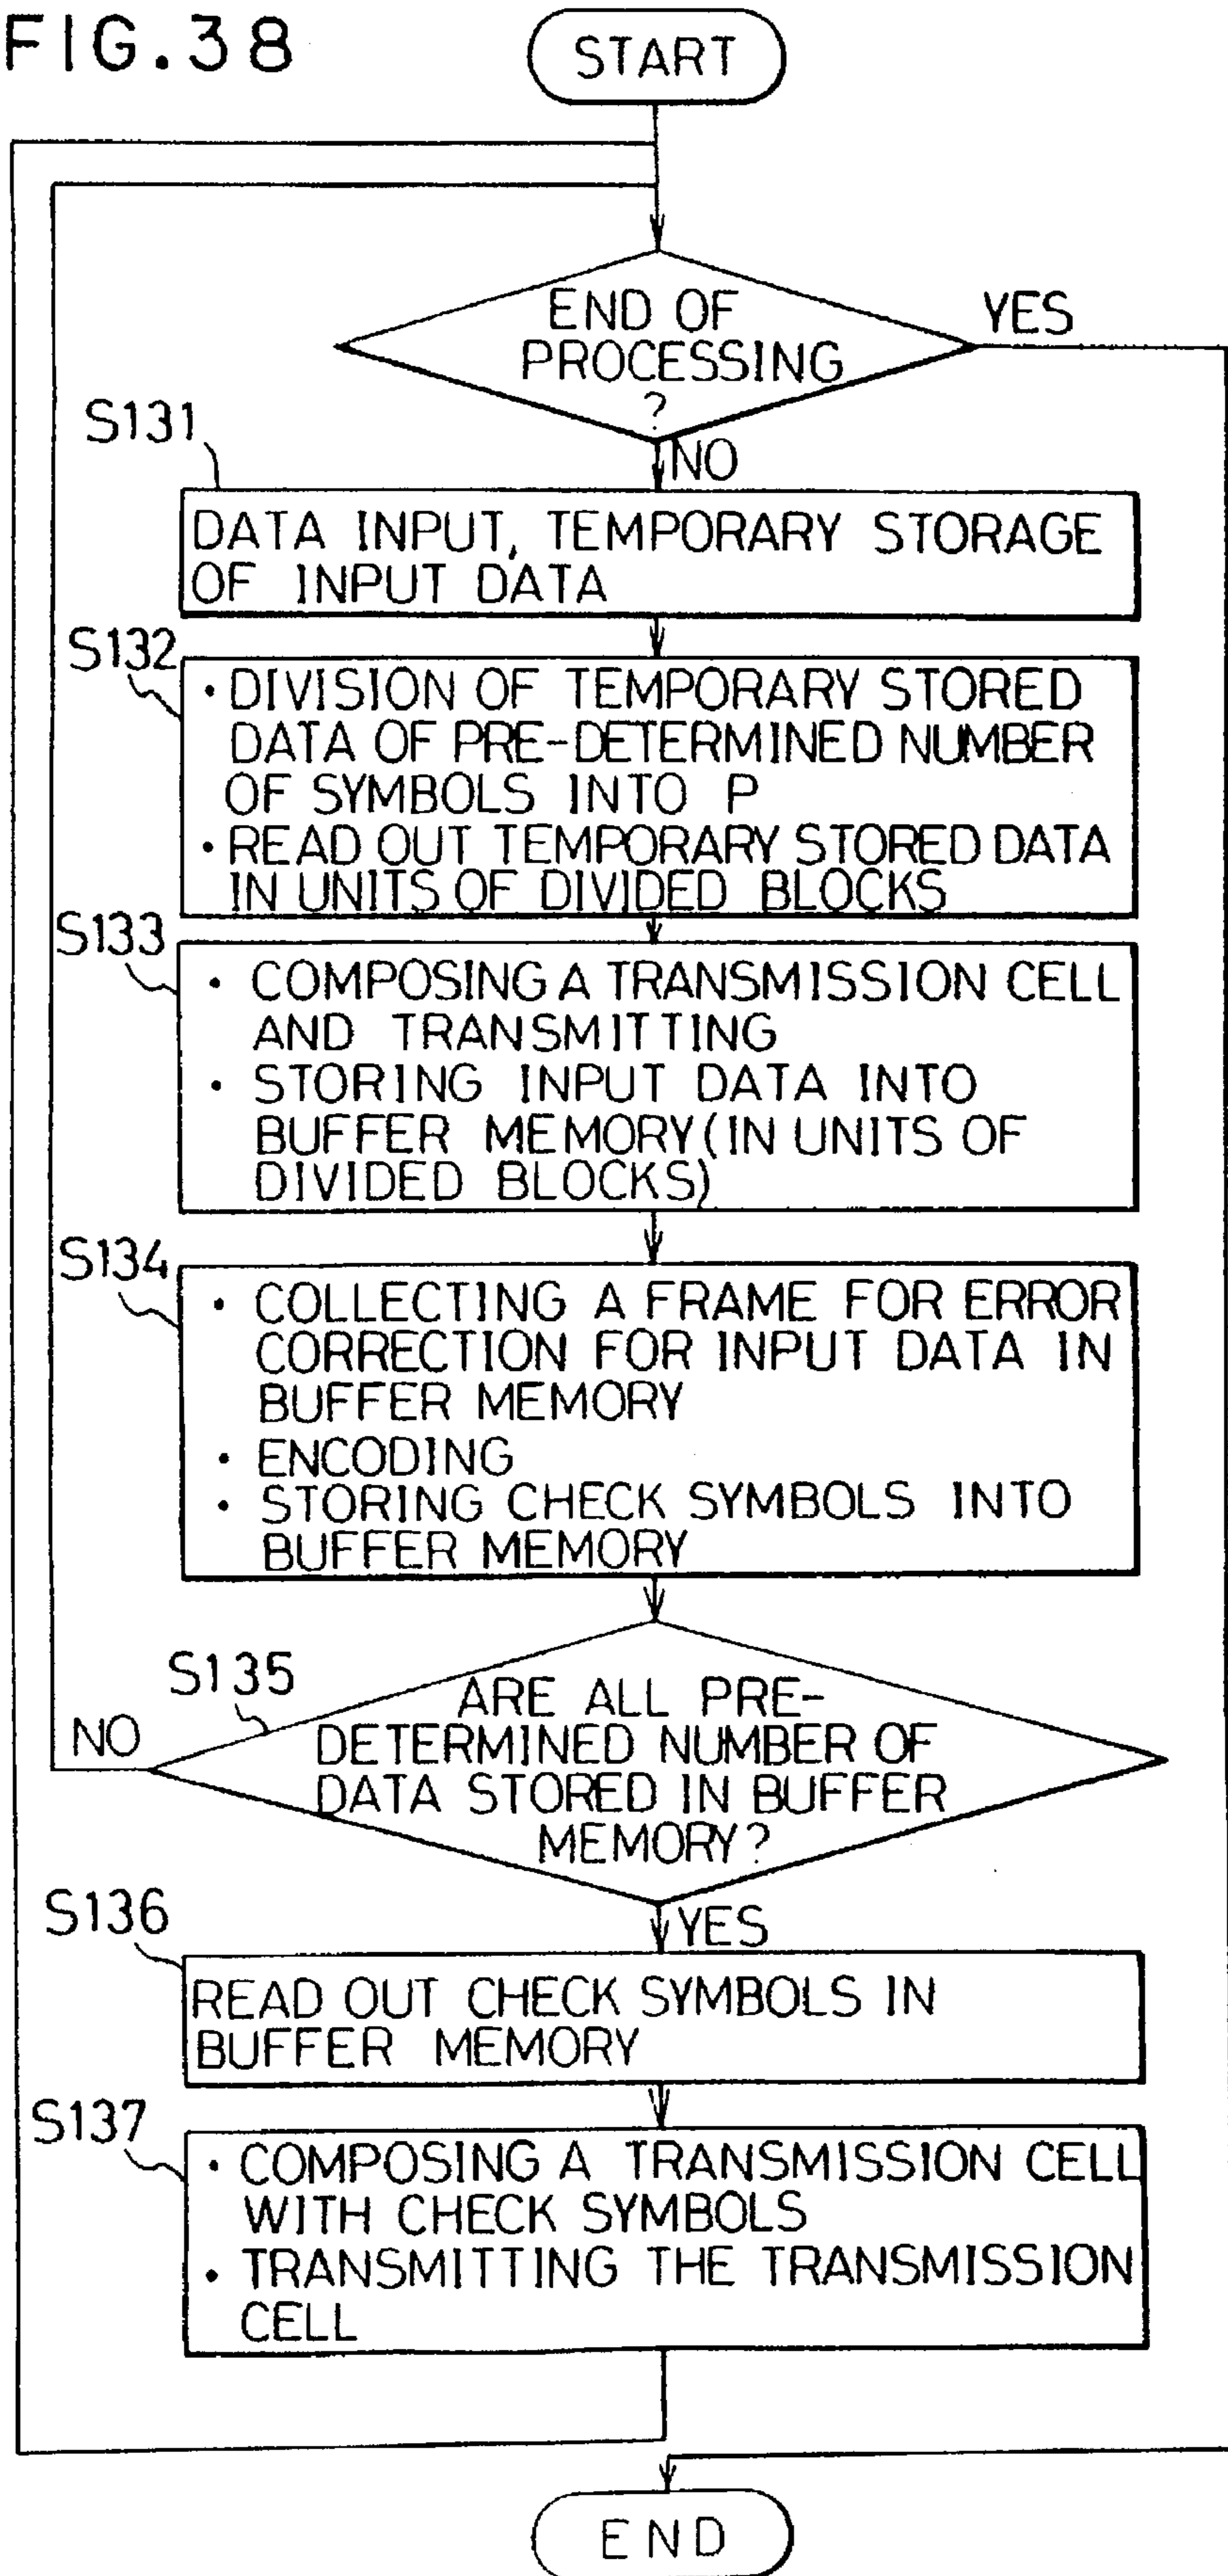 FIG.38
START
END OF
PROCESSING
?
YES
NO
S131
DATA INPUT, TEMPORARY STORAGE
OF INPUT DATA
S132
· DIVISION OF TEMPORARY STORED
DATA OF PRE-DETERMINED NUMBER
OF SYMBOLS INTO P
· READ OUT TEMPORARY STORED DATA
IN UNITS OF DIVIDED BLOCKS
S133
· COMPOSING A TRANSMISSION CELL
AND TRANSMITTING
· STORING INPUT DATA INTO
BUFFER MEMORY (IN UNITS OF
DIVIDED BLOCKS)
S134
· COLLECTING A FRAME FOR ERROR
CORRECTION FOR INPUT DATA IN
BUFFER MEMORY
· ENCODING
· STORING CHECK SYMBOLS INTO
BUFFER MEMORY
S135
ARE ALL PRE-
DETERMINED NUMBER OF
DATA STORED IN BUFFER
MEMORY?
NO
YES
S136
READ OUT CHECK SYMBOLS IN
BUFFER MEMORY
S137
· COMPOSING A TRANSMISSION CELL
WITH CHECK SYMBOLS
· TRANSMITTING THE TRANSMISSION
CELL
END